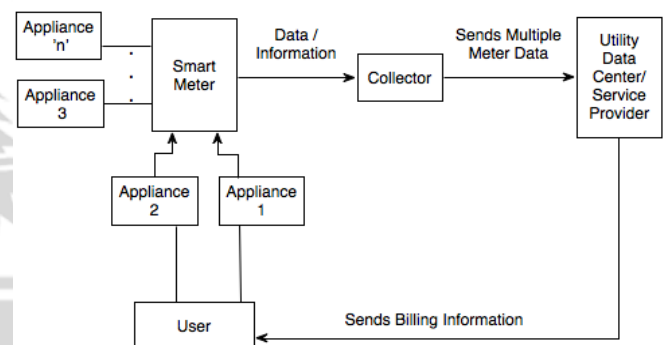 Appliance
'n'
Appliance
3
Smart
Meter
Data /
Information
Collector
Sends Multiple
Meter Data
Utility
Data
Center/
Service
Provider
Appliance
2
Appliance
1
User
Sends Billing Information